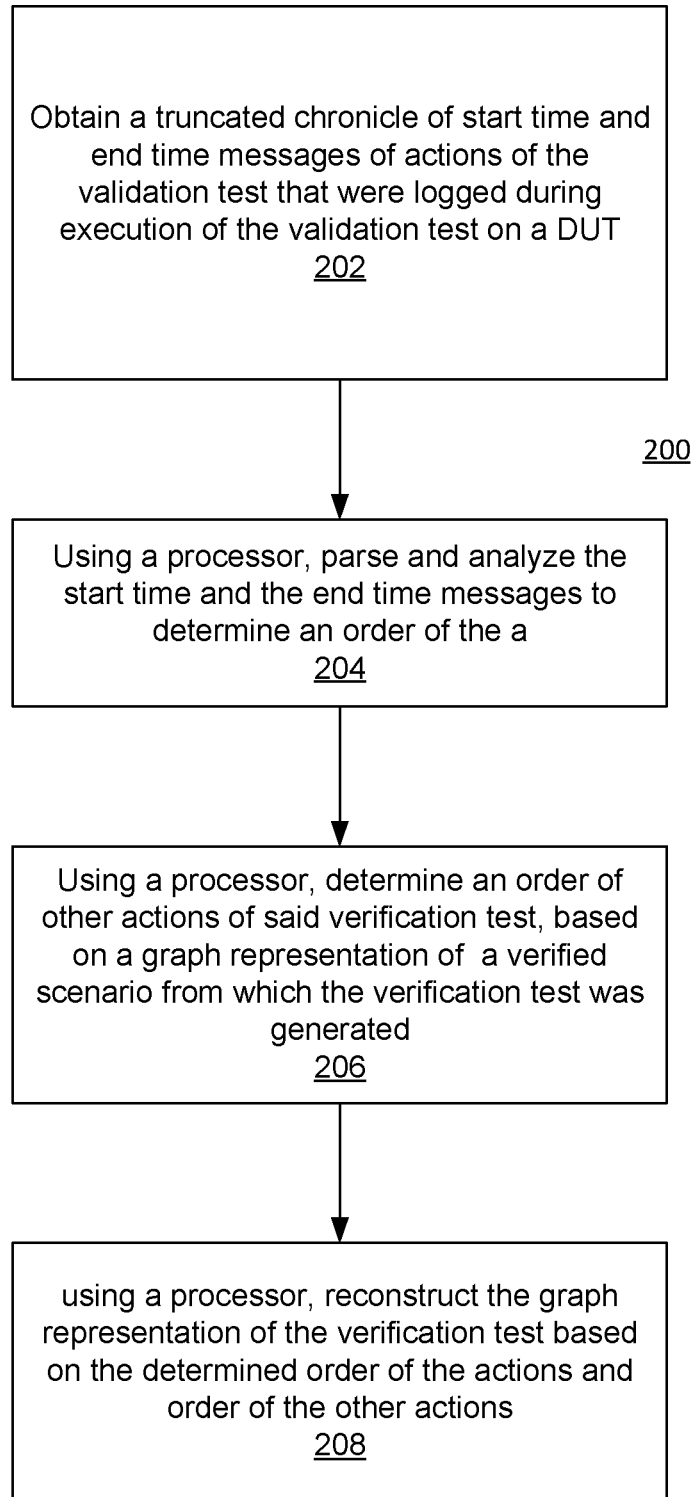 Obtain a truncated chronicle of start time and
end time messages of actions of the
validation test that were logged during
execution of the validation test on a DUT
202
200
Using a processor, parse and analyze the
start time and the end time messages to
determine an order of the a
204
Using a processor, determine an order of
other actions of said verification test, based
on a graph representation of a verified
scenario from which the verification test was
generated
206
using a processor, reconstruct the graph
representation of the verification test based
on the determined order of the actions and
order of the other actions
208